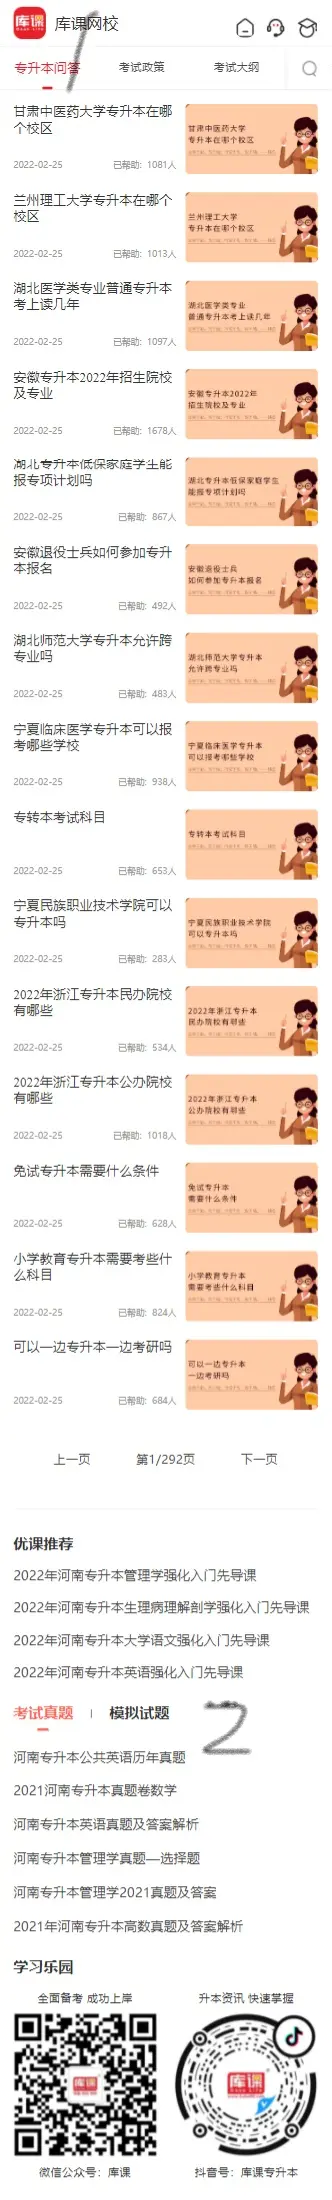 库课
库课网校
1
专升本问答 考试政策 考试大纲
甘肃中医药大学专升本在哪
个校区
2022-02-25 已帮助: 1081人
甘肃中医药大学
专升本在哪个校区
兰州理工大学专升本在哪个
校区
2022-02-25 已帮助: 1013人
兰州理工大学
专升本在哪个校区
湖北医学类专业普通专升本
考上读几年
2022-02-25 已帮助: 1097人
湖北医学类专业
普通专升本考上读几年
安徽专升本2022年招生院校
及专业
2022-02-25 已帮助: 1678人
安徽专升本2022年
招生院校及专业
湖北专升本低保家庭学生能
报专项计划吗
2022-02-25 已帮助: 867人
湖北专升本低保家庭学生
能报专项计划吗
安徽退役士兵如何参加专升
本报名
2022-02-25 已帮助: 492人
安徽退役士兵
如何参加专升本报名
湖北师范大学专升本允许跨
专业吗
2022-02-25 已帮助: 483人
湖北师范大学专升本
允许跨专业吗
宁夏临床医学专升本可以报
考哪些学校
2022-02-25 已帮助: 938人
宁夏临床医学专升本
可以报考哪些学校
专转本考试科目
2022-02-25 已帮助: 653人
专转本考试科目
宁夏民族职业技术学院可以
专升本吗
2022-02-25 已帮助: 283人
宁夏民族职业技术学院
可以专升本吗
2022年浙江专升本民办院校
有哪些
2022-02-25 已帮助: 534人
2022年浙江专升本
民办院校有哪些
2022年浙江专升本公办院校
有哪些
2022-02-25 已帮助: 1018人
2022年浙江专升本
公办院校有哪些
免试专升本需要什么条件
2022-02-25 已帮助: 628人
免试专升本
需要什么条件
小学教育专升本需要考些什
么科目
2022-02-25 已帮助: 824人
小学教育专升本
需要考些什么科目
可以一边专升本一边考研吗
2022-02-25 已帮助: 684人
可以一边专升本
一边考研吗
上一页 第1/292页 下一页
优课推荐
2022年河南专升本管理学强化入门先导课
2022年河南专升本生理病理解剖学强化入门先导课
2022年河南专升本大学语文强化入门先导课
2022年河南专升本英语强化入门先导课
考试真题 | 模拟试题
2
河南专升本公共英语历年真题
2021河南专升本真题卷数学
河南专升本英语真题及答案解析
河南专升本管理学真题—选择题
河南专升本管理学2021真题及答案
2021年河南专升本高数真题及答案解析
学习乐园
全面备考 成功上岸 升本资讯 快速掌握
库课 库课
微信公众号：库课 抖音号：库课专升本